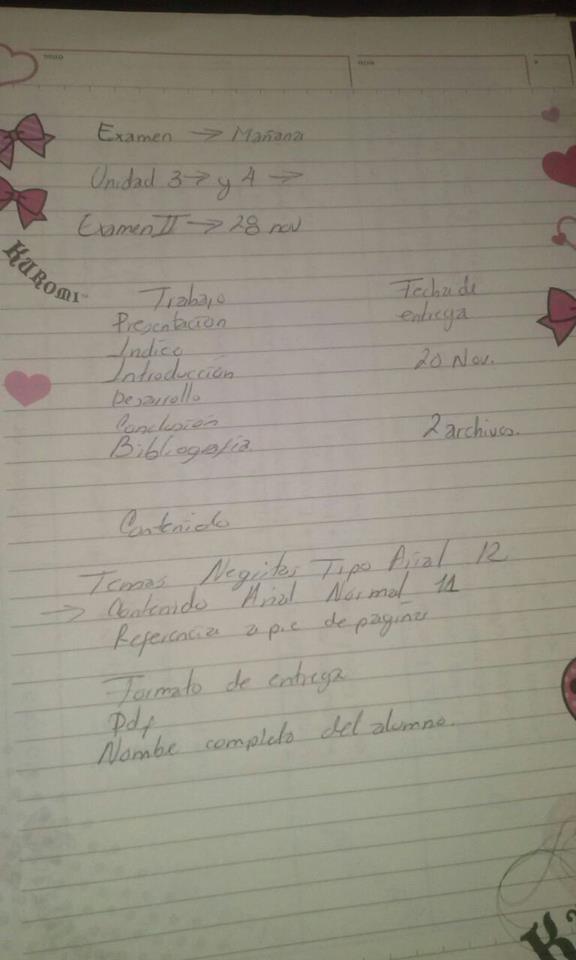 Examen → Mañana
Unidad 3 → y 4 →
Examen II → 28 nov
KUROMI
Trabajo
Fecha de
Presentación
entrega
Indice
Introducción
20 Nov.
Desarrollo
Conclusión
2 archivos.
Bibliografía
Contenido
Temas Negritas Tipo Arial 12
→ Contenido Arial Normal 11
Referencia a pie de página
Formato de entrega
Pdf
Nombre completo del alumno.